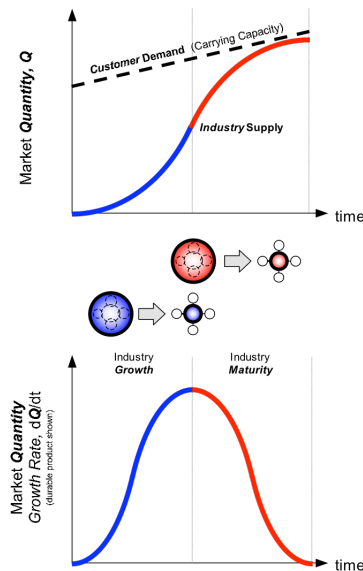 Market Quantity, Q
Customer Demand (Carrying Capacity)
Industry Supply
time
Industry
Growth
Industry
Maturity
Market Quantity
Growth Rate, dQ/dt
(durable product shown)
time